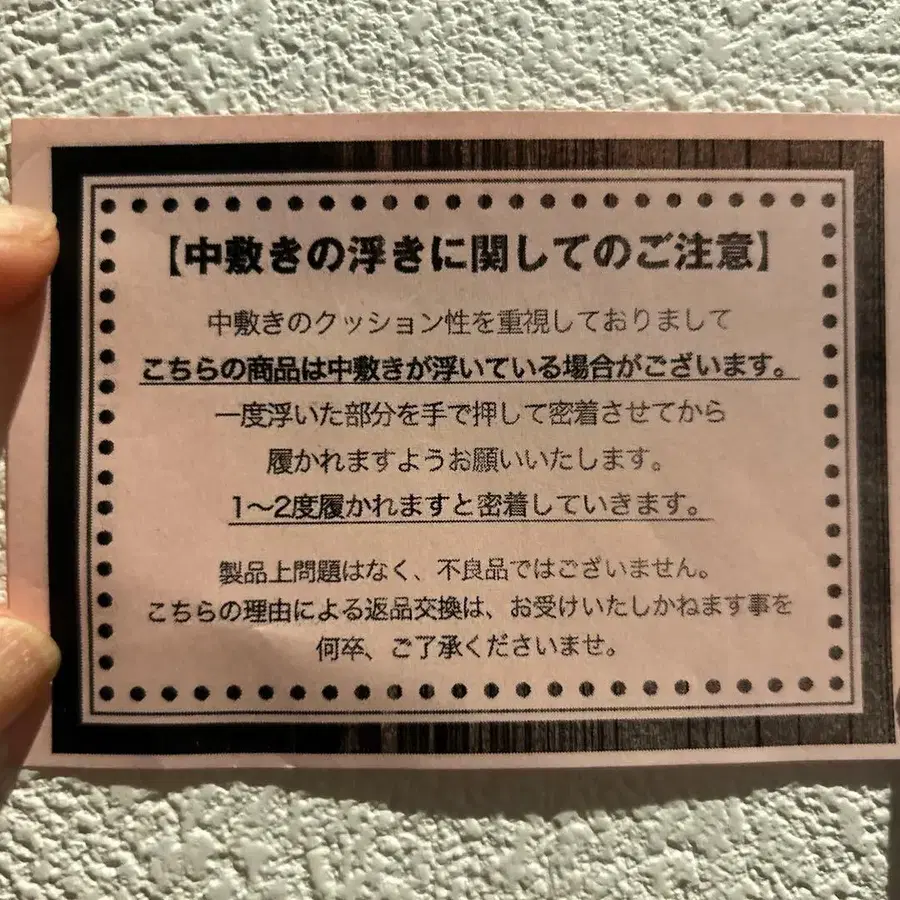 【中敷きの浮きに関してのご注意】
中敷きのクッション性を重視しておりまして
こちらの商品は中敷きが浮いている場合がございます。
一度浮いた部分を手で押して密着させてから
履かれますようお願いいたします。
1〜2度履かれますと密着していきます。
製品上問題はなく、不良品ではございません。
こちらの理由による返品交換は、お受けいたしかねます事を
何卒、ご了承くださいませ。